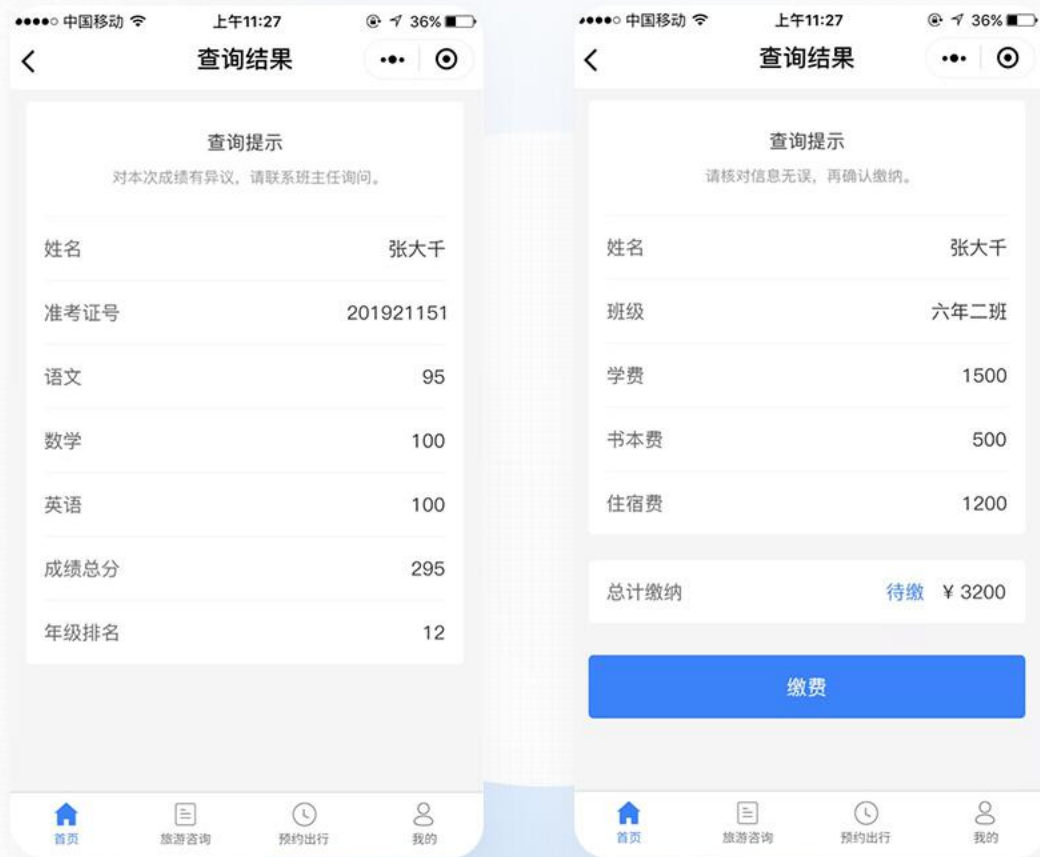 中国移动 上午11:27 36%
查询结果
查询提示
对本次成绩有异议，请联系班主任询问。
姓名 张大千
准考证号 201921151
语文 95
数学 100
英语 100
成绩总分 295
年级排名 12
首页 旅游咨询 预约出行 我的
中国移动 上午11:27 36%
查询结果
查询提示
请核对信息无误，再确认缴纳。
姓名 张大千
班级 六年二班
学费 1500
书本费 500
住宿费 1200
总计缴纳 待缴 ¥ 3200
缴费
首页 旅游咨询 预约出行 我的